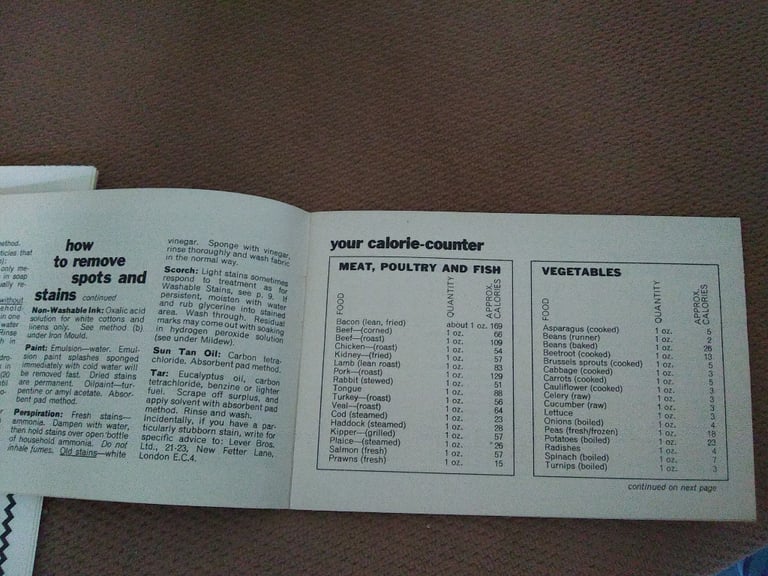 ethod.
ticles that
):
only me-
in soap
ually re-
without
ehold-
in one
water
Rinse
h in
dro-
(20
how
to remove
spots and
stains continued
Non-Washable Ink: Oxalic acid
solution for white cottons and
linens only. See method (b)
under Iron Mould.
Paint: Emulsion—water. Emul-
sion paint splashes sponged
immediately with cold water will
be removed fast. Dried stains
are permanent. Oilpaint—tur-
pentine or amyl acetate. Absor-
bent pad method.
Perspiration: Fresh stains—
ammonia. Dampen with water,
then hold stains over open bottle
of household ammonia. Do not
inhale fumes. Old stains—white
vinegar. Sponge with vinegar,
rinse thoroughly and wash fabric
in the normal way.
Scorch: Light stains sometimes
respond to treatment as for
Washable Stains, see p. 9. If
persistent, moisten with water
and rub glycerine into stained
area. Wash through. Residual
marks may come out with soaking
in hydrogen peroxide solution
(see under Mildew).
Sun Tan Oil: Carbon tetra-
chloride. Absorbent pad method.
Tar: Eucalyptus oil, carbon
tetrachloride, benzine or lighter
fuel. Scrape off surplus, and
apply solvent with absorbent pad
method. Rinse and wash.
Incidentally, if you have a par-
ticularly stubborn stain, write for
specific advice to: Lever Bros.
Ltd., 21-23, New Fetter Lane,
London E.C.4.
your calorie-counter
MEAT, POULTRY AND FISH
FOOD QUANTITY APPROX. CALORIES
Bacon (lean, fried) about 1 oz. 169
Beef—(corned) 1 oz. 66
Beef—(roast) 1 oz. 109
Chicken—(roast) 1 oz. 54
Kidney—(fried) 1 oz. 57
Lamb (lean roast) 1 oz. 83
Pork—(roast) 1 oz. 129
Rabbit (stewed) 1 oz. 51
Tongue 1 oz. 88
Turkey—(roast) 1 oz. 56
Veal—(roast) 1 oz. 64
Cod (steamed) 1 oz. 23
Haddock (steamed) 1 oz. 28
Kipper—(grilled) 1 oz. 57
Plaice—(steamed) 1 oz. 26
Salmon (fresh) 1 oz. 57
Prawns (fresh) 1 oz. 15
VEGETABLES
FOOD QUANTITY APPROX. CALORIES
Asparagus (cooked) 1 oz. 5
Beans (runner) 1 oz. 2
Beans (baked) 1 oz. 26
Beetroot (cooked) 1 oz. 13
Brussels sprouts (cooked) 1 oz. 5
Cabbage (cooked) 1 oz. 3
Carrots (cooked) 1 oz. 5
Cauliflower (cooked) 1 oz. 3
Celery (raw) 1 oz. 3
Cucumber (raw) 1 oz. 3
Lettuce 1 oz. 3
Onions (boiled) 1 oz. 4
Peas (fresh/frozen) 1 oz. 18
Potatoes (boiled) 1 oz. 23
Radishes 1 oz. 4
Spinach (boiled) 1 oz. 7
Turnips (boiled) 1 oz. 3
continued on next page